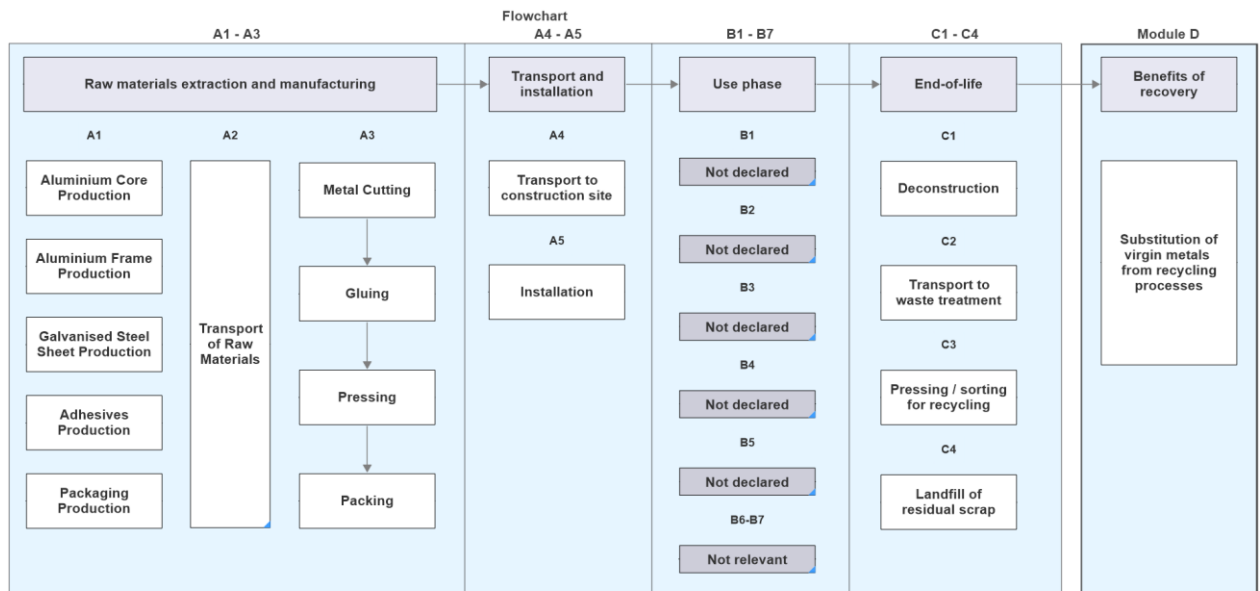 Flowchart
A1 - A3
A4 - A5
B1 - B7
C1 - C4
Module D
Raw materials extraction and manufacturing
Transport and
installation
Use phase
End-of-life
Benefits of
recovery
A1
Aluminium Core
Production
Aluminium Frame
Production
Galvanised Steel
Sheet Production
Adhesives
Production
Packaging
Production
A2
Transport
of Raw
Materials
A3
Metal Cutting
Gluing
Pressing
Packing
A4
Transport to
construction site
A5
Installation
B1
Not declared
B2
Not declared
B3
Not declared
B4
Not declared
B5
Not declared
B6-B7
Not relevant
C1
Deconstruction
C2
Transport to
waste treatment
C3
Pressing / sorting
for recycling
C4
Landfill of
residual scrap
Substitution of
virgin metals
from recycling
processes